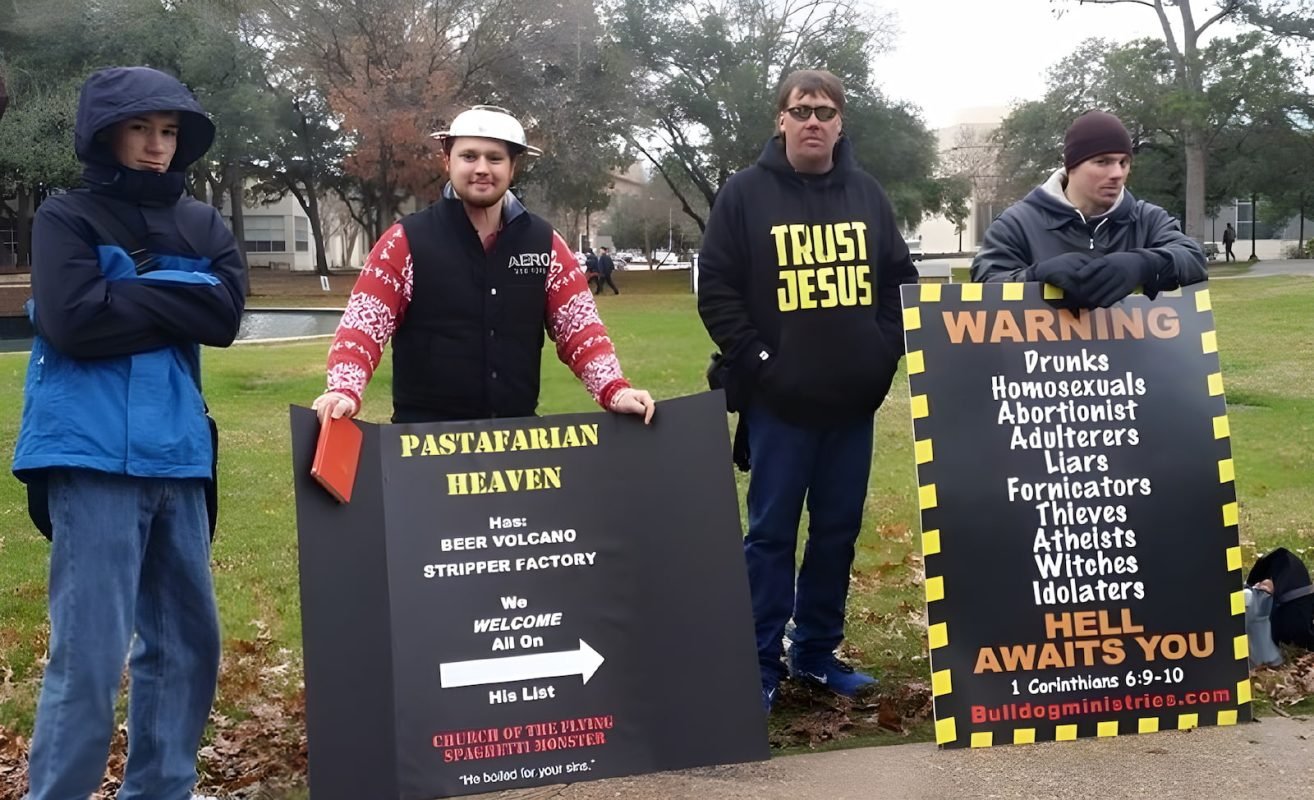 AERO
TRUST
JESUS
PASTAFARIAN
HEAVEN
Has:
BEER VOLCANO
STRIPPER FACTORY
We
WELCOME
All On
His List
CHURCH OF THE FLYING
SPAGHETTI MONSTER
"He boiled for your sins."
WARNING
Drunks
Homosexuals
Abortionist
Adulterers
Liars
Fornicators
Thieves
Atheists
Witches
Idolaters
HELL
AWAITS YOU
1 Corinthians 6:9-10
Bulldogministries.com